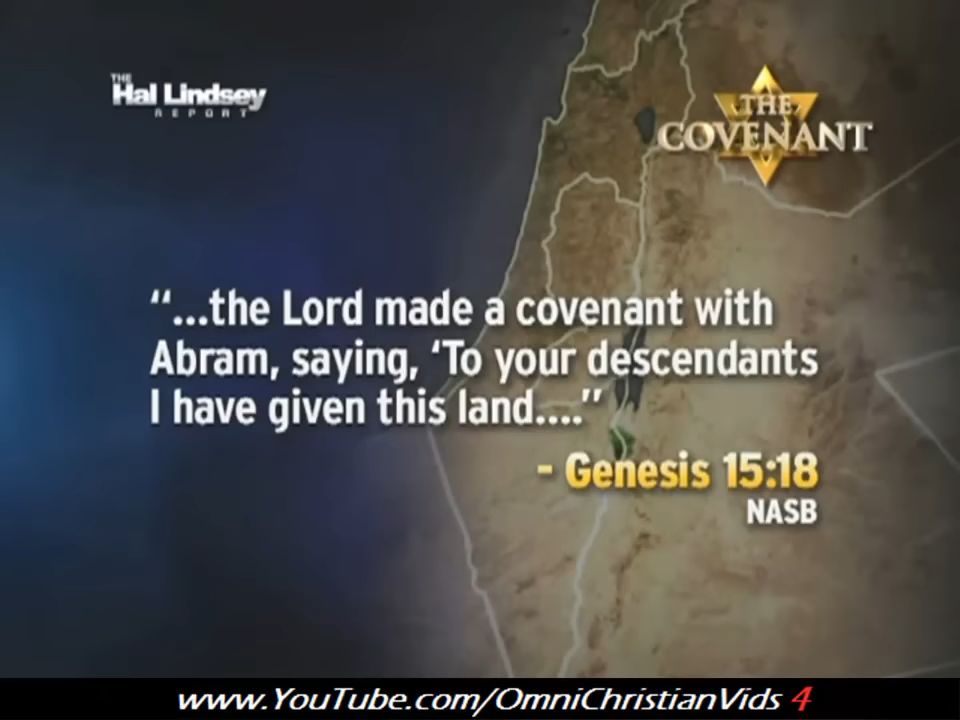 THE
Hal Lindsey
REPORT
THE
COVENANT
“...the Lord made a covenant with
Abram, saying, ‘To your descendants
I have given this land....”
- Genesis 15:18
NASB
www.YouTube.com/OmniChristianVids 4